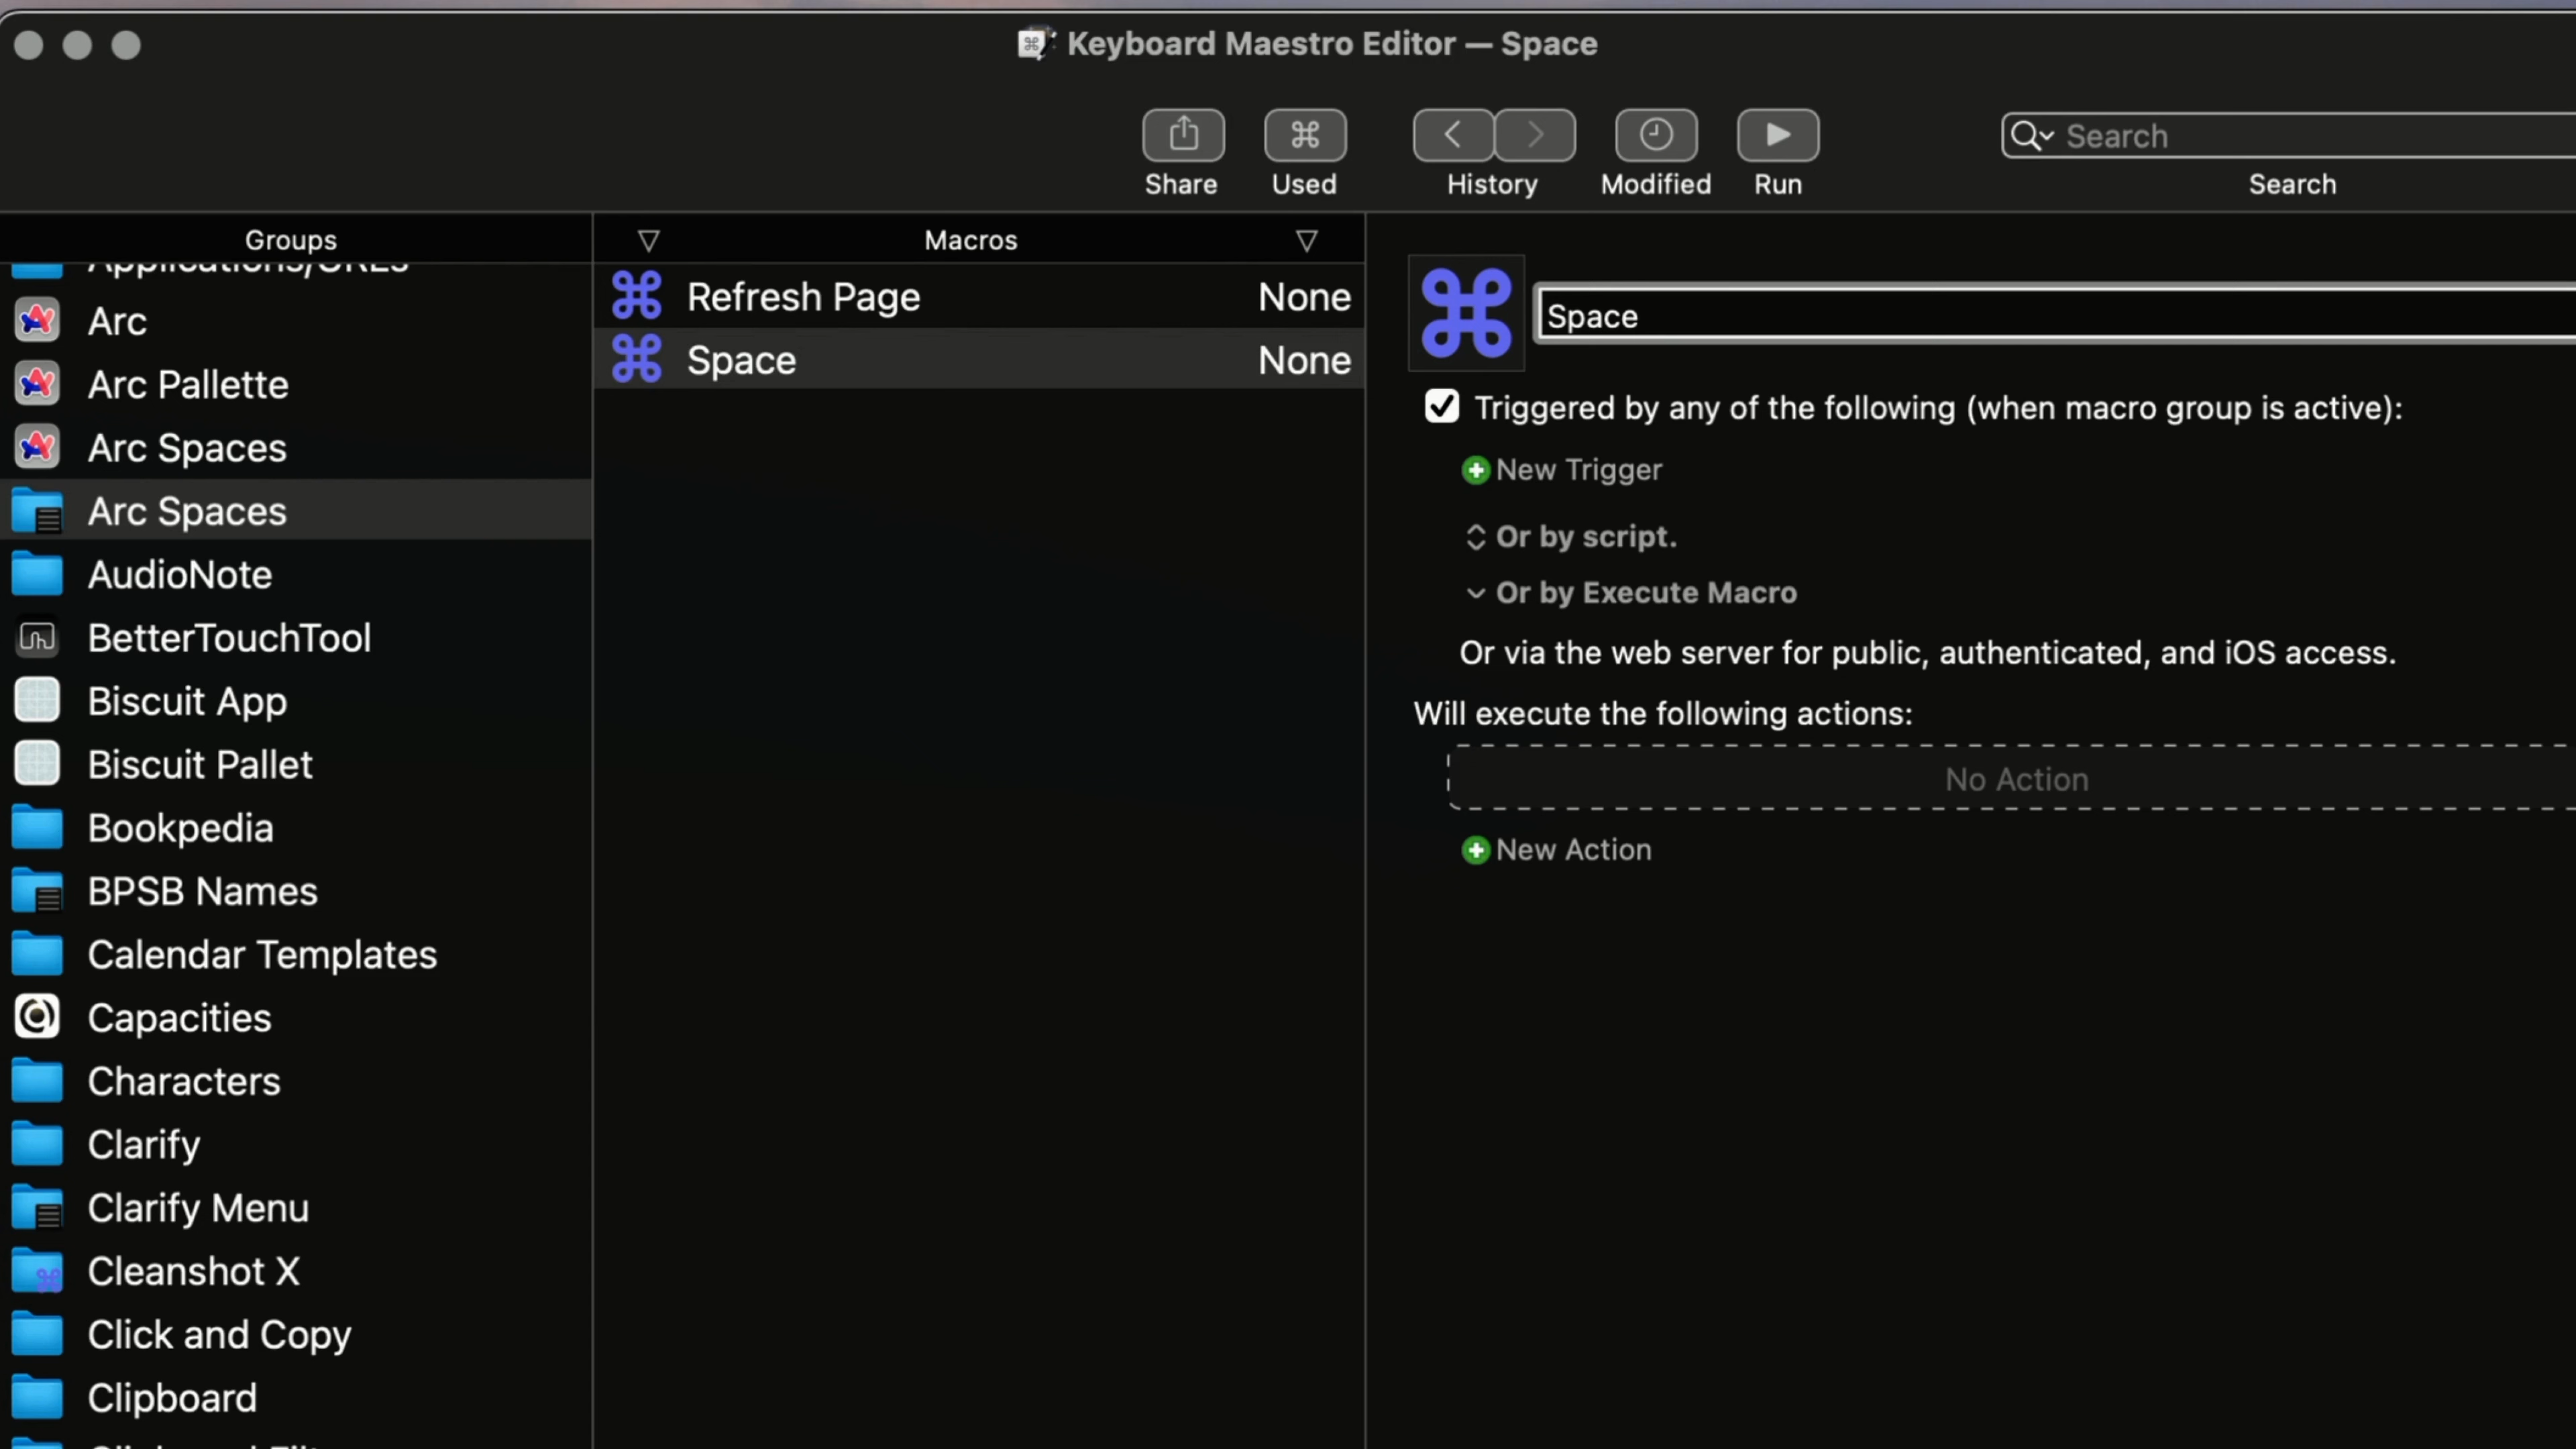 Keyboard Maestro Editor — Space
Share
Used
History
Modified
Run
Search
Search
Groups
Macros
Applications/URLs
Arc
Arc Pallette
Arc Spaces
Arc Spaces
AudioNote
BetterTouchTool
Biscuit App
Biscuit Pallet
Bookpedia
BPSB Names
Calendar Templates
Capacities
Characters
Clarify
Clarify Menu
Cleanshot X
Click and Copy
Clipboard
Refresh Page None
Space None
Space
Triggered by any of the following (when macro group is active):
New Trigger
Or by script.
Or by Execute Macro
Or via the web server for public, authenticated, and iOS access.
Will execute the following actions:
No Action
New Action